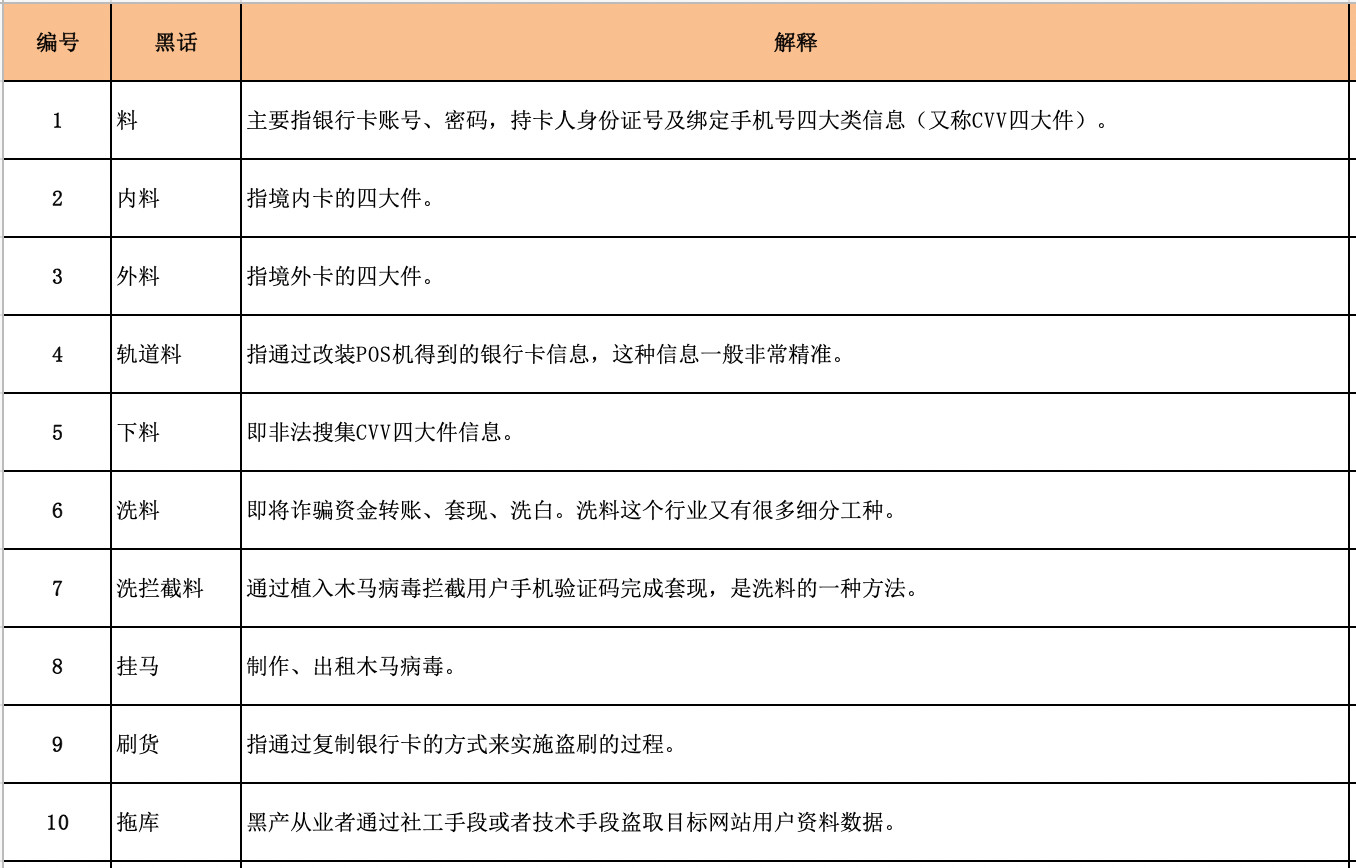 编号 黑话 解释
1 料 主要指银行卡账号、密码，持卡人身份证号及绑定手机号四大类信息（又称CVV四大件）。
2 内料 指境内卡的四大件。
3 外料 指境外卡的四大件。
4 轨道料 指通过改装POS机得到的银行卡信息，这种信息一般非常精准。
5 下料 即非法搜集CVV四大件信息。
6 洗料 即将诈骗资金转账、套现、洗白。洗料这个行业又有很多细分工种。
7 洗拦截料 通过植入木马病毒拦截用户手机验证码完成套现，是洗料的一种方法。
8 挂马 制作、出租木马病毒。
9 刷货 指通过复制银行卡的方式来实施盗刷的过程。
10 拖库 黑产从业者通过社工手段或者技术手段盗取目标网站用户资料数据。